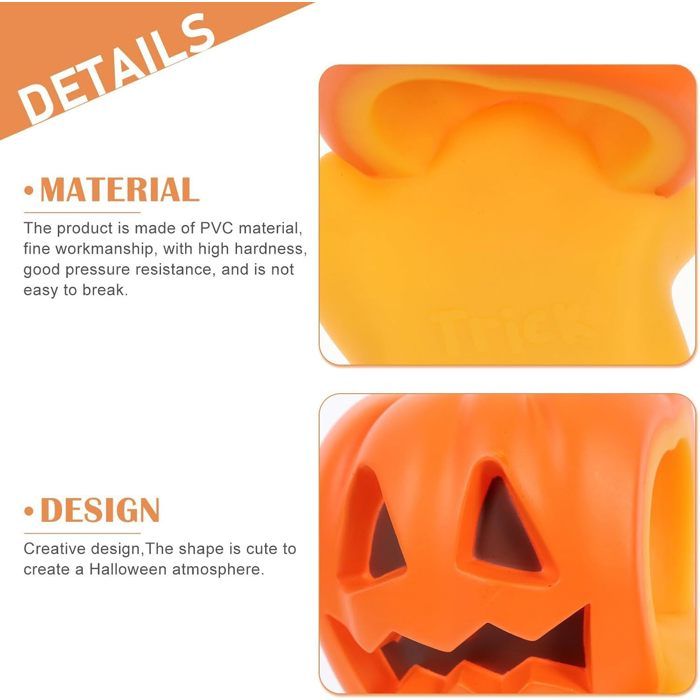 DETAILS
• MATERIAL
The product is made of PVC material,
fine workmanship, with high hardness,
good pressure resistance, and is not
easy to break.
Trick
• DESIGN
Creative design,The shape is cute to
create a Halloween atmosphere.